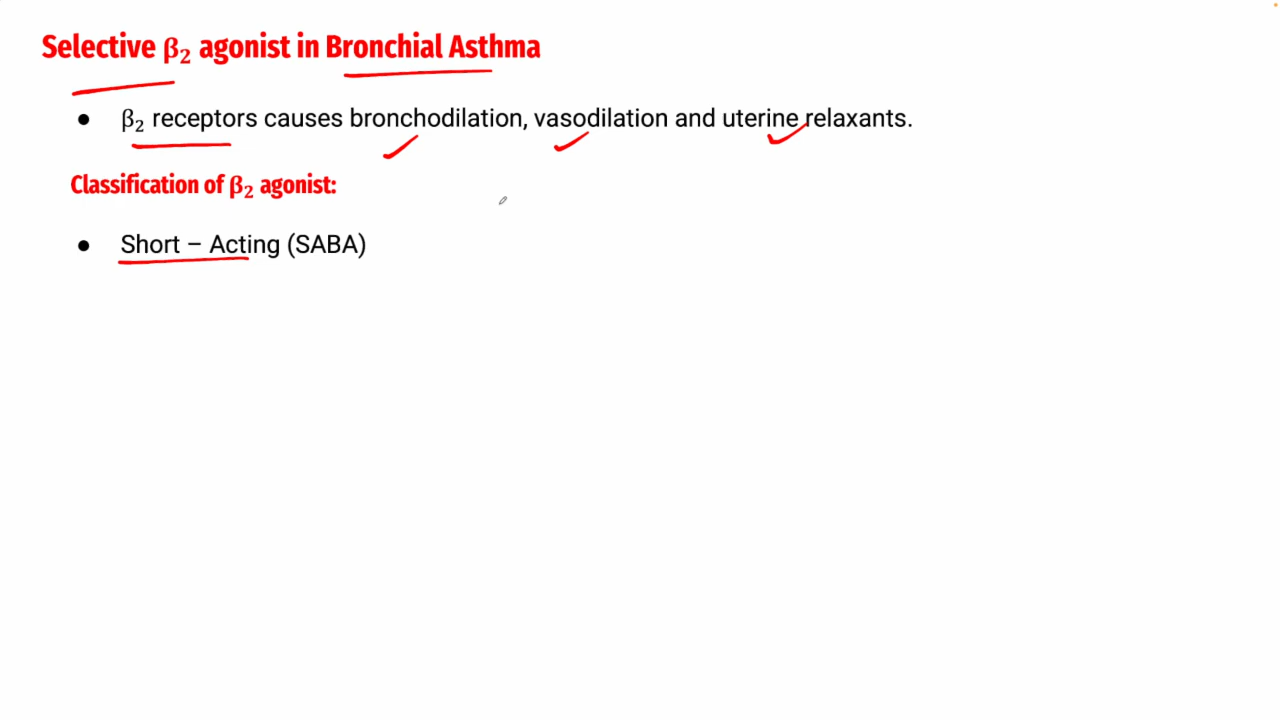 Selective β₂ agonist in Bronchial Asthma
● β₂ receptors causes bronchodilation, vasodilation and uterine relaxants.
Classification of β₂ agonist:
● Short – Acting (SABA)